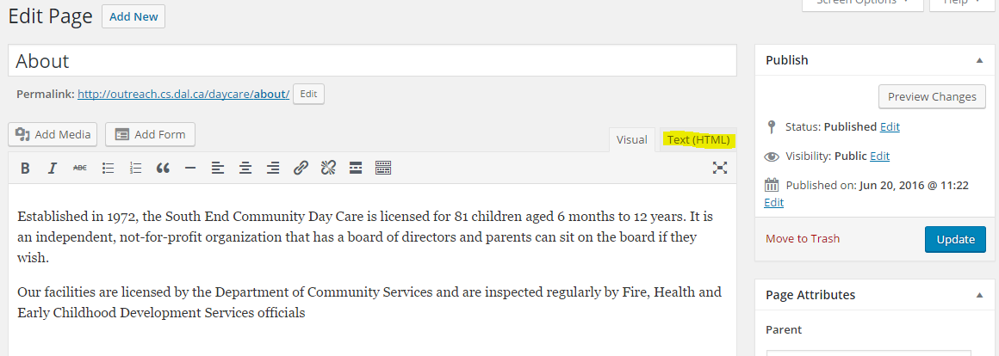 Edit Page Add New
Screen Options Help
About
Permalink: http://outreach.cs.dal.ca/daycare/about/ Edit
Add Media Add Form
Visual Text (HTML)
B I ABC
Established in 1972, the South End Community Day Care is licensed for 81 children aged 6 months to 12 years. It is
an independent, not-for-profit organization that has a board of directors and parents can sit on the board if they
wish.
Our facilities are licensed by the Department of Community Services and are inspected regularly by Fire, Health and
Early Childhood Development Services officials
Publish
Preview Changes
Status: Published Edit
Visibility: Public Edit
Published on: Jun 20, 2016 @ 11:22
Edit
Move to Trash Update
Page Attributes
Parent